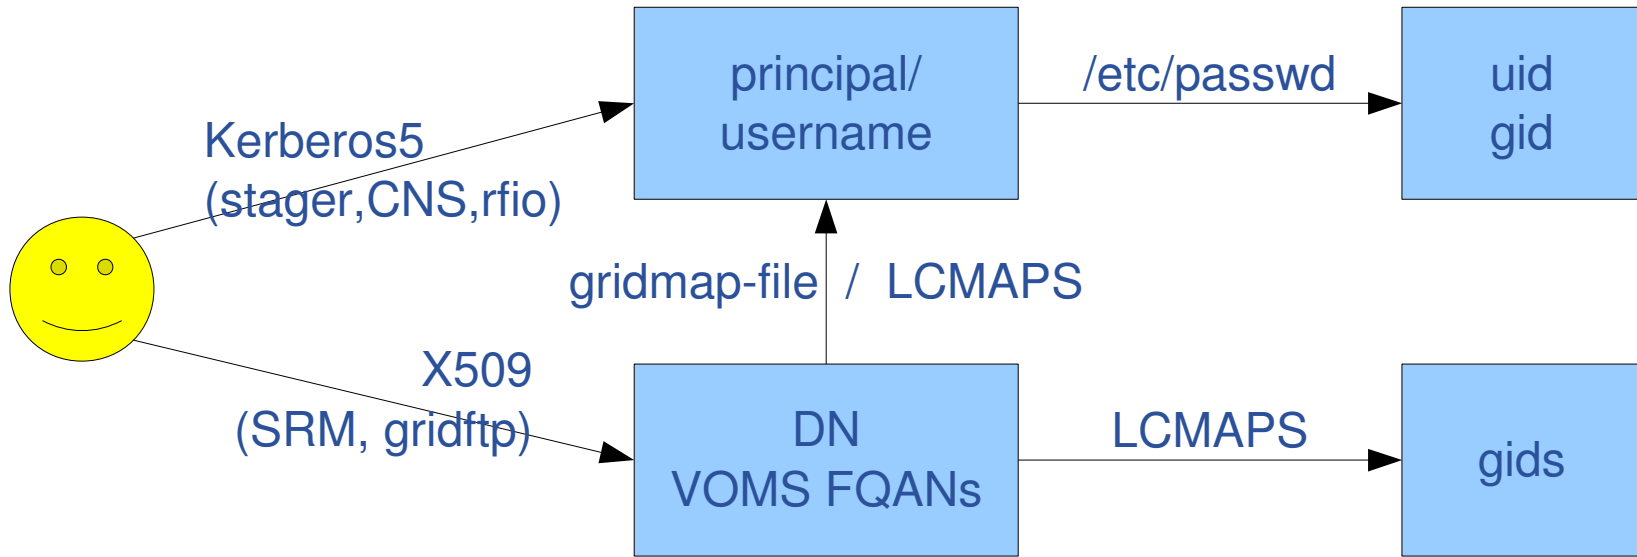 principal/
username
/etc/passwd
uid
gid
Kerberos5
(stager,CNS,rfio)
gridmap-file / LCMAPS
X509
(SRM, gridftp)
DN
VOMS FQANs
LCMAPS
gids